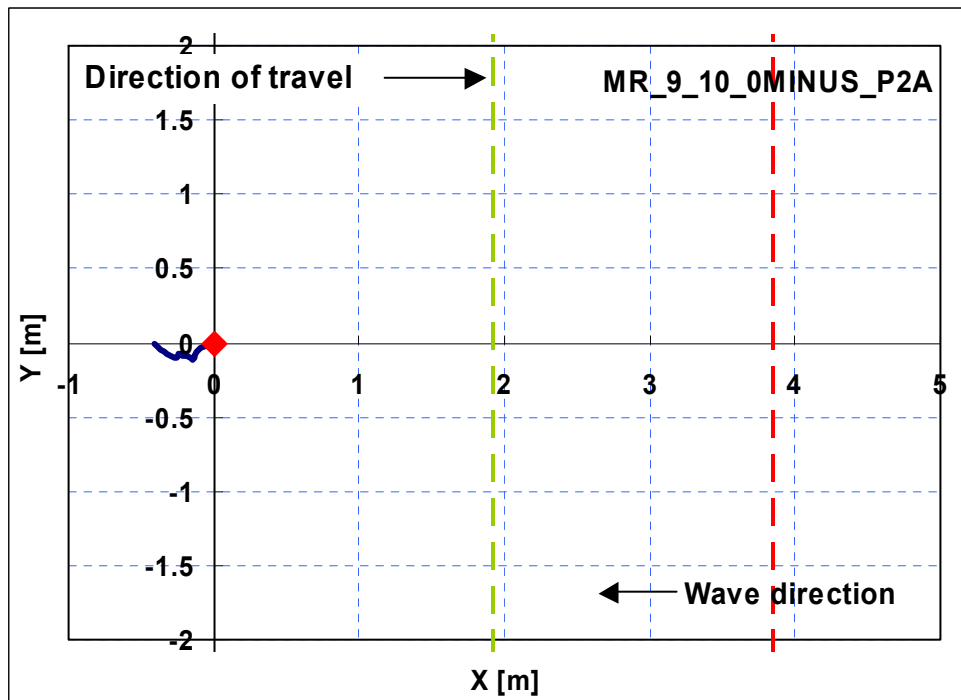 2
Direction of travel
MR_9_10_0MINUS_P2A
1.5
1
0.5
0
-1 0 1 2 3 4 5
-0.5
-1
-1.5
Wave direction
-2
Y [m]
X [m]